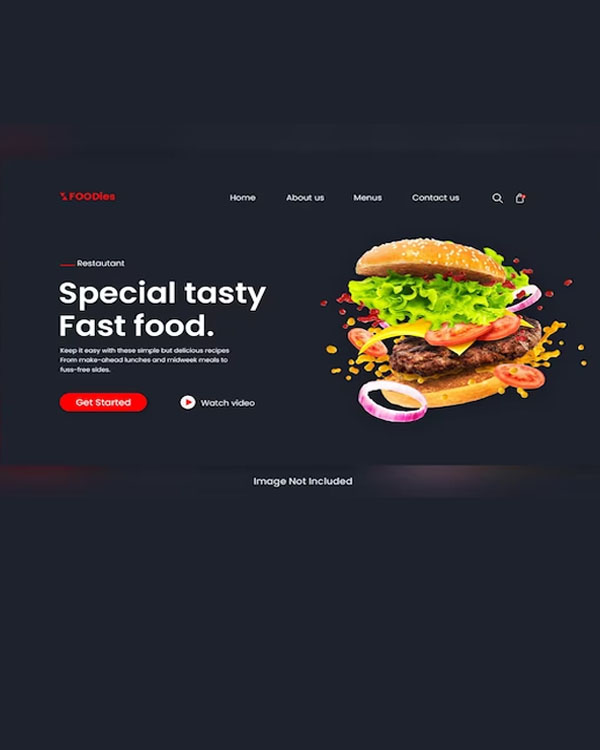 FOODies
Home About us Menus Contact us
Restautant
Special tasty
Fast food.
Keep it easy with these simple but delicious recipes
From make-ahead lunches and midweek meals to
fuss-free sides.
Get Started Watch video
Image Not Included